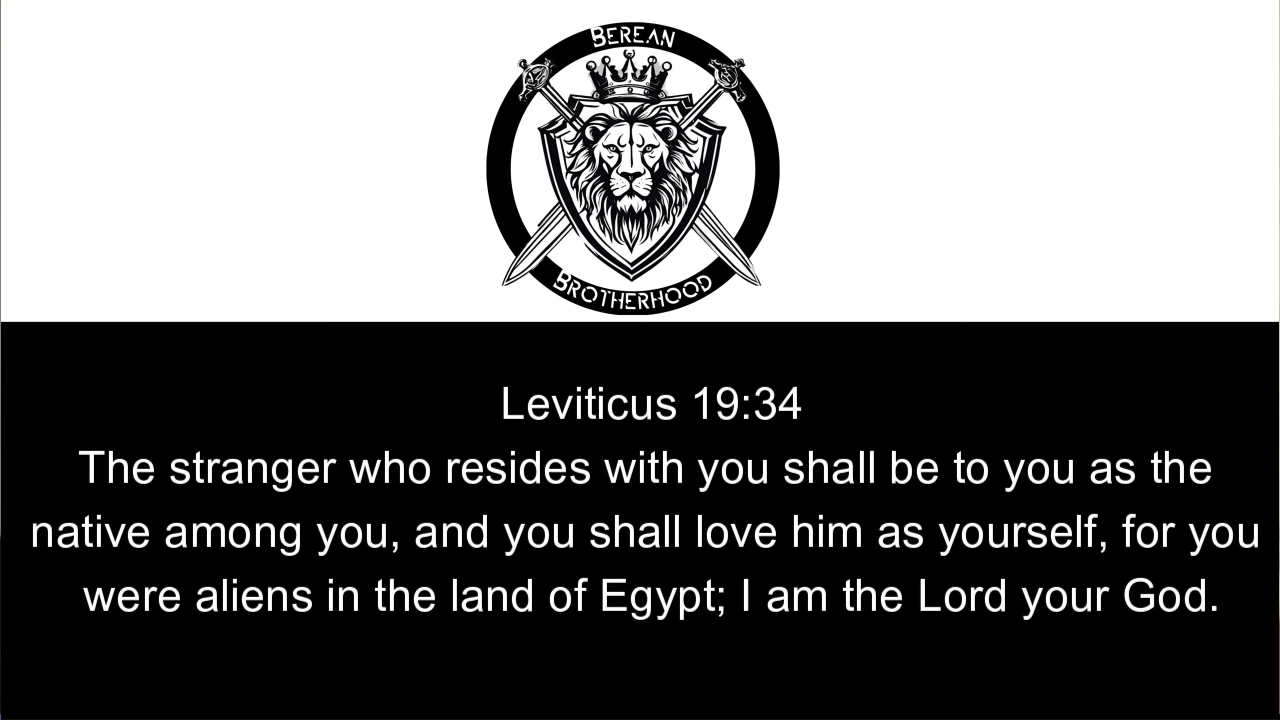 BEREAN
BROTHERHOOD
Leviticus 19:34
The stranger who resides with you shall be to you as the
native among you, and you shall love him as yourself, for you
were aliens in the land of Egypt; I am the Lord your God.